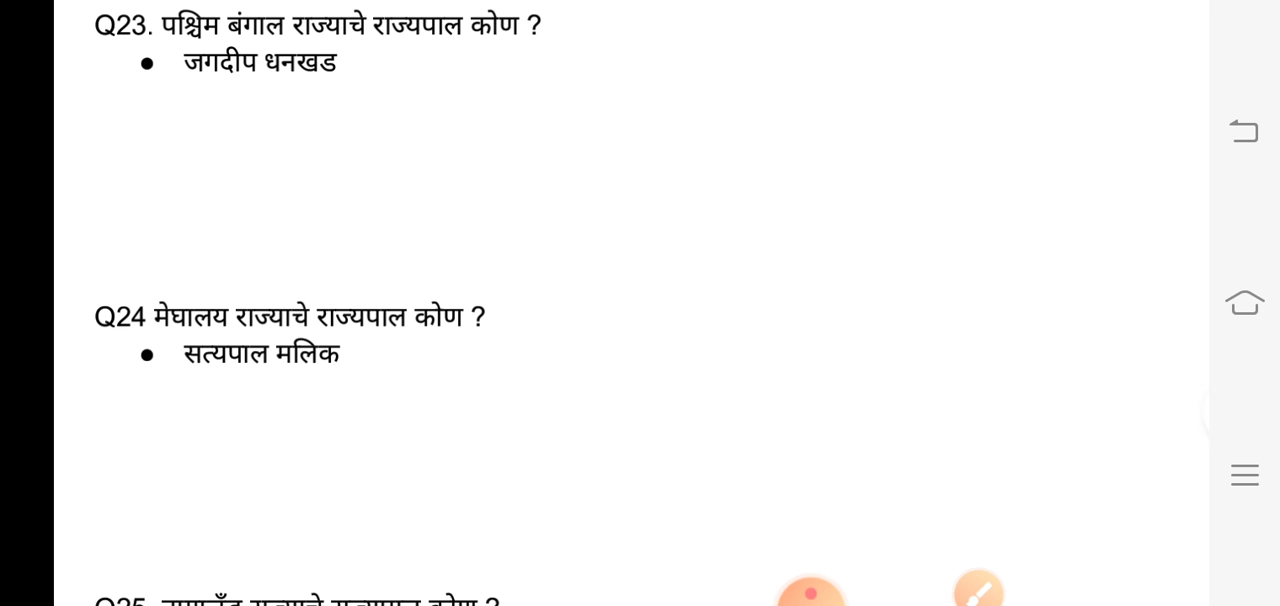 Q23. पश्चिम बंगाल राज्याचे राज्यपाल कोण ?
● जगदीप धनखड
Q24 मेघालय राज्याचे राज्यपाल कोण ?
● सत्यपाल मलिक